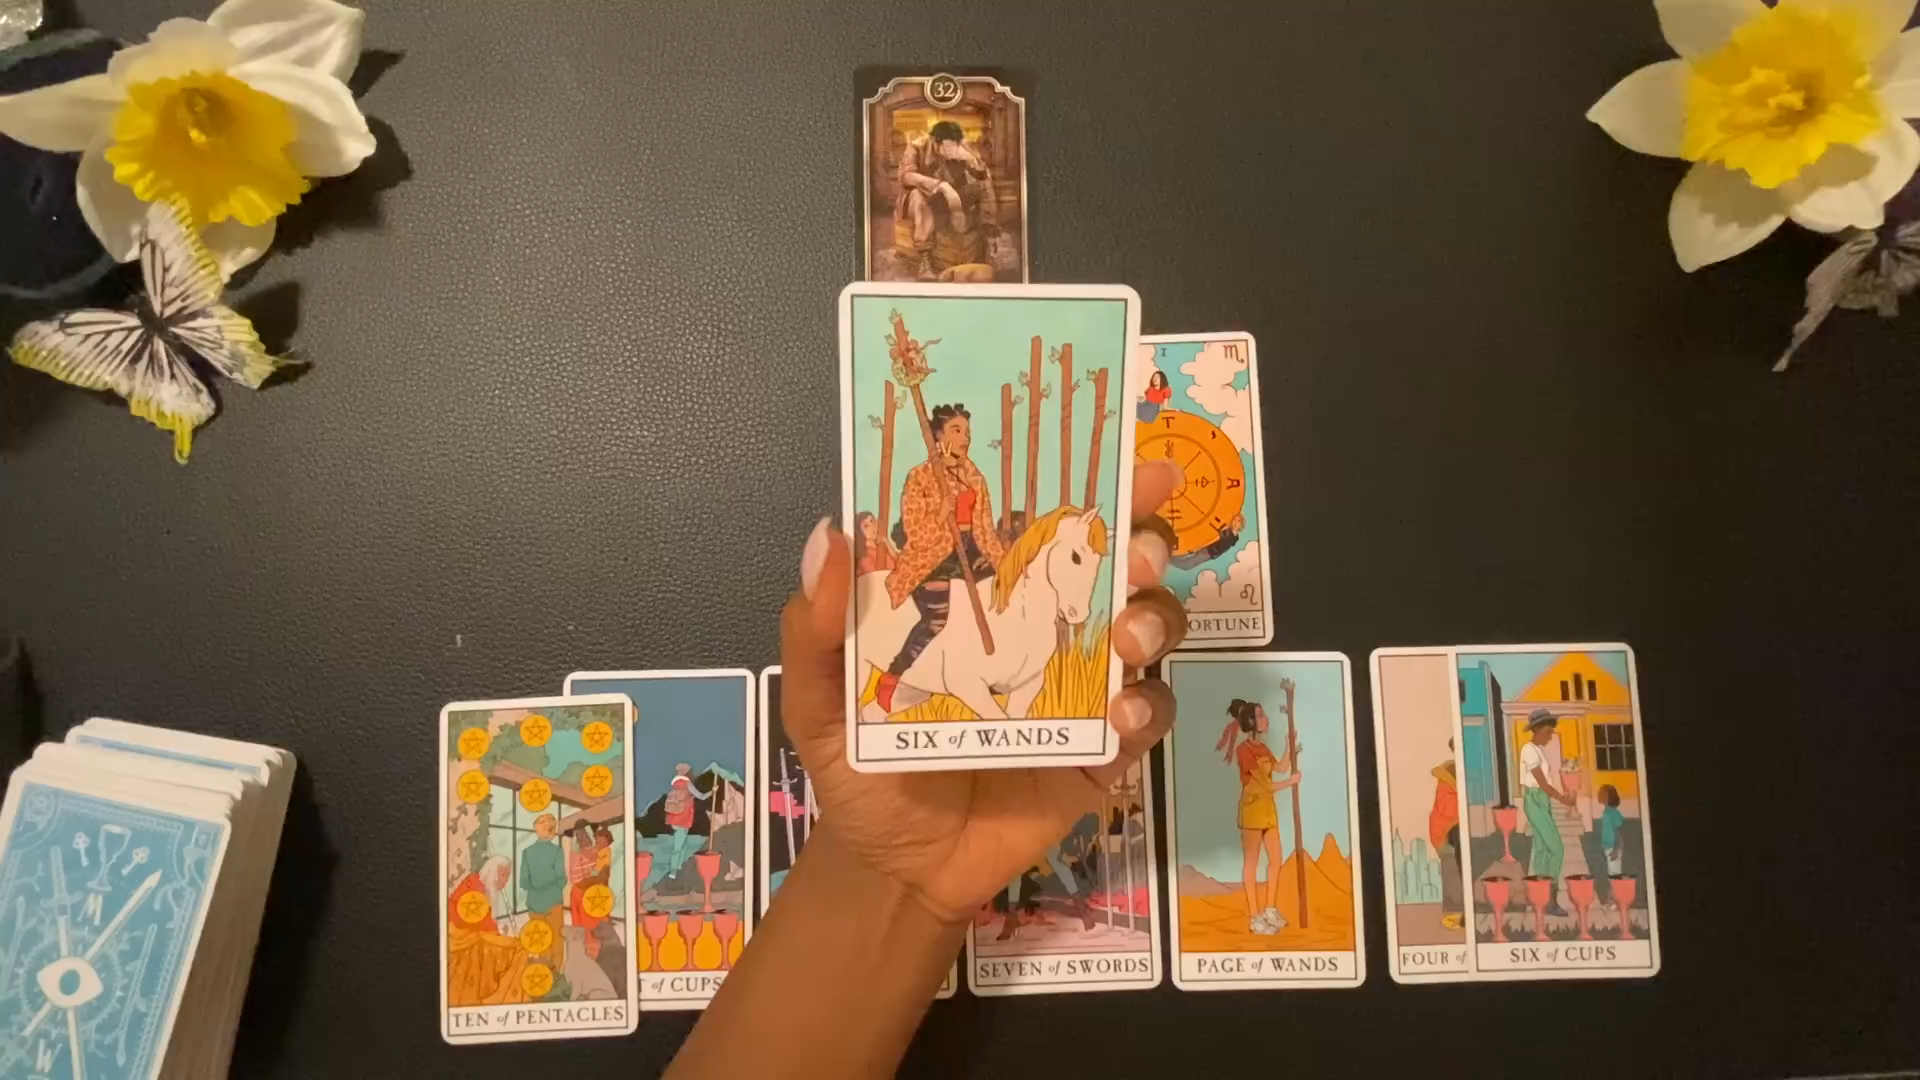 32
SIX of WANDS
ORTUNE
SEVEN of SWORDS
PAGE of WANDS
FOUR of
SIX of CUPS
T of CUPS
TEN of PENTACLES